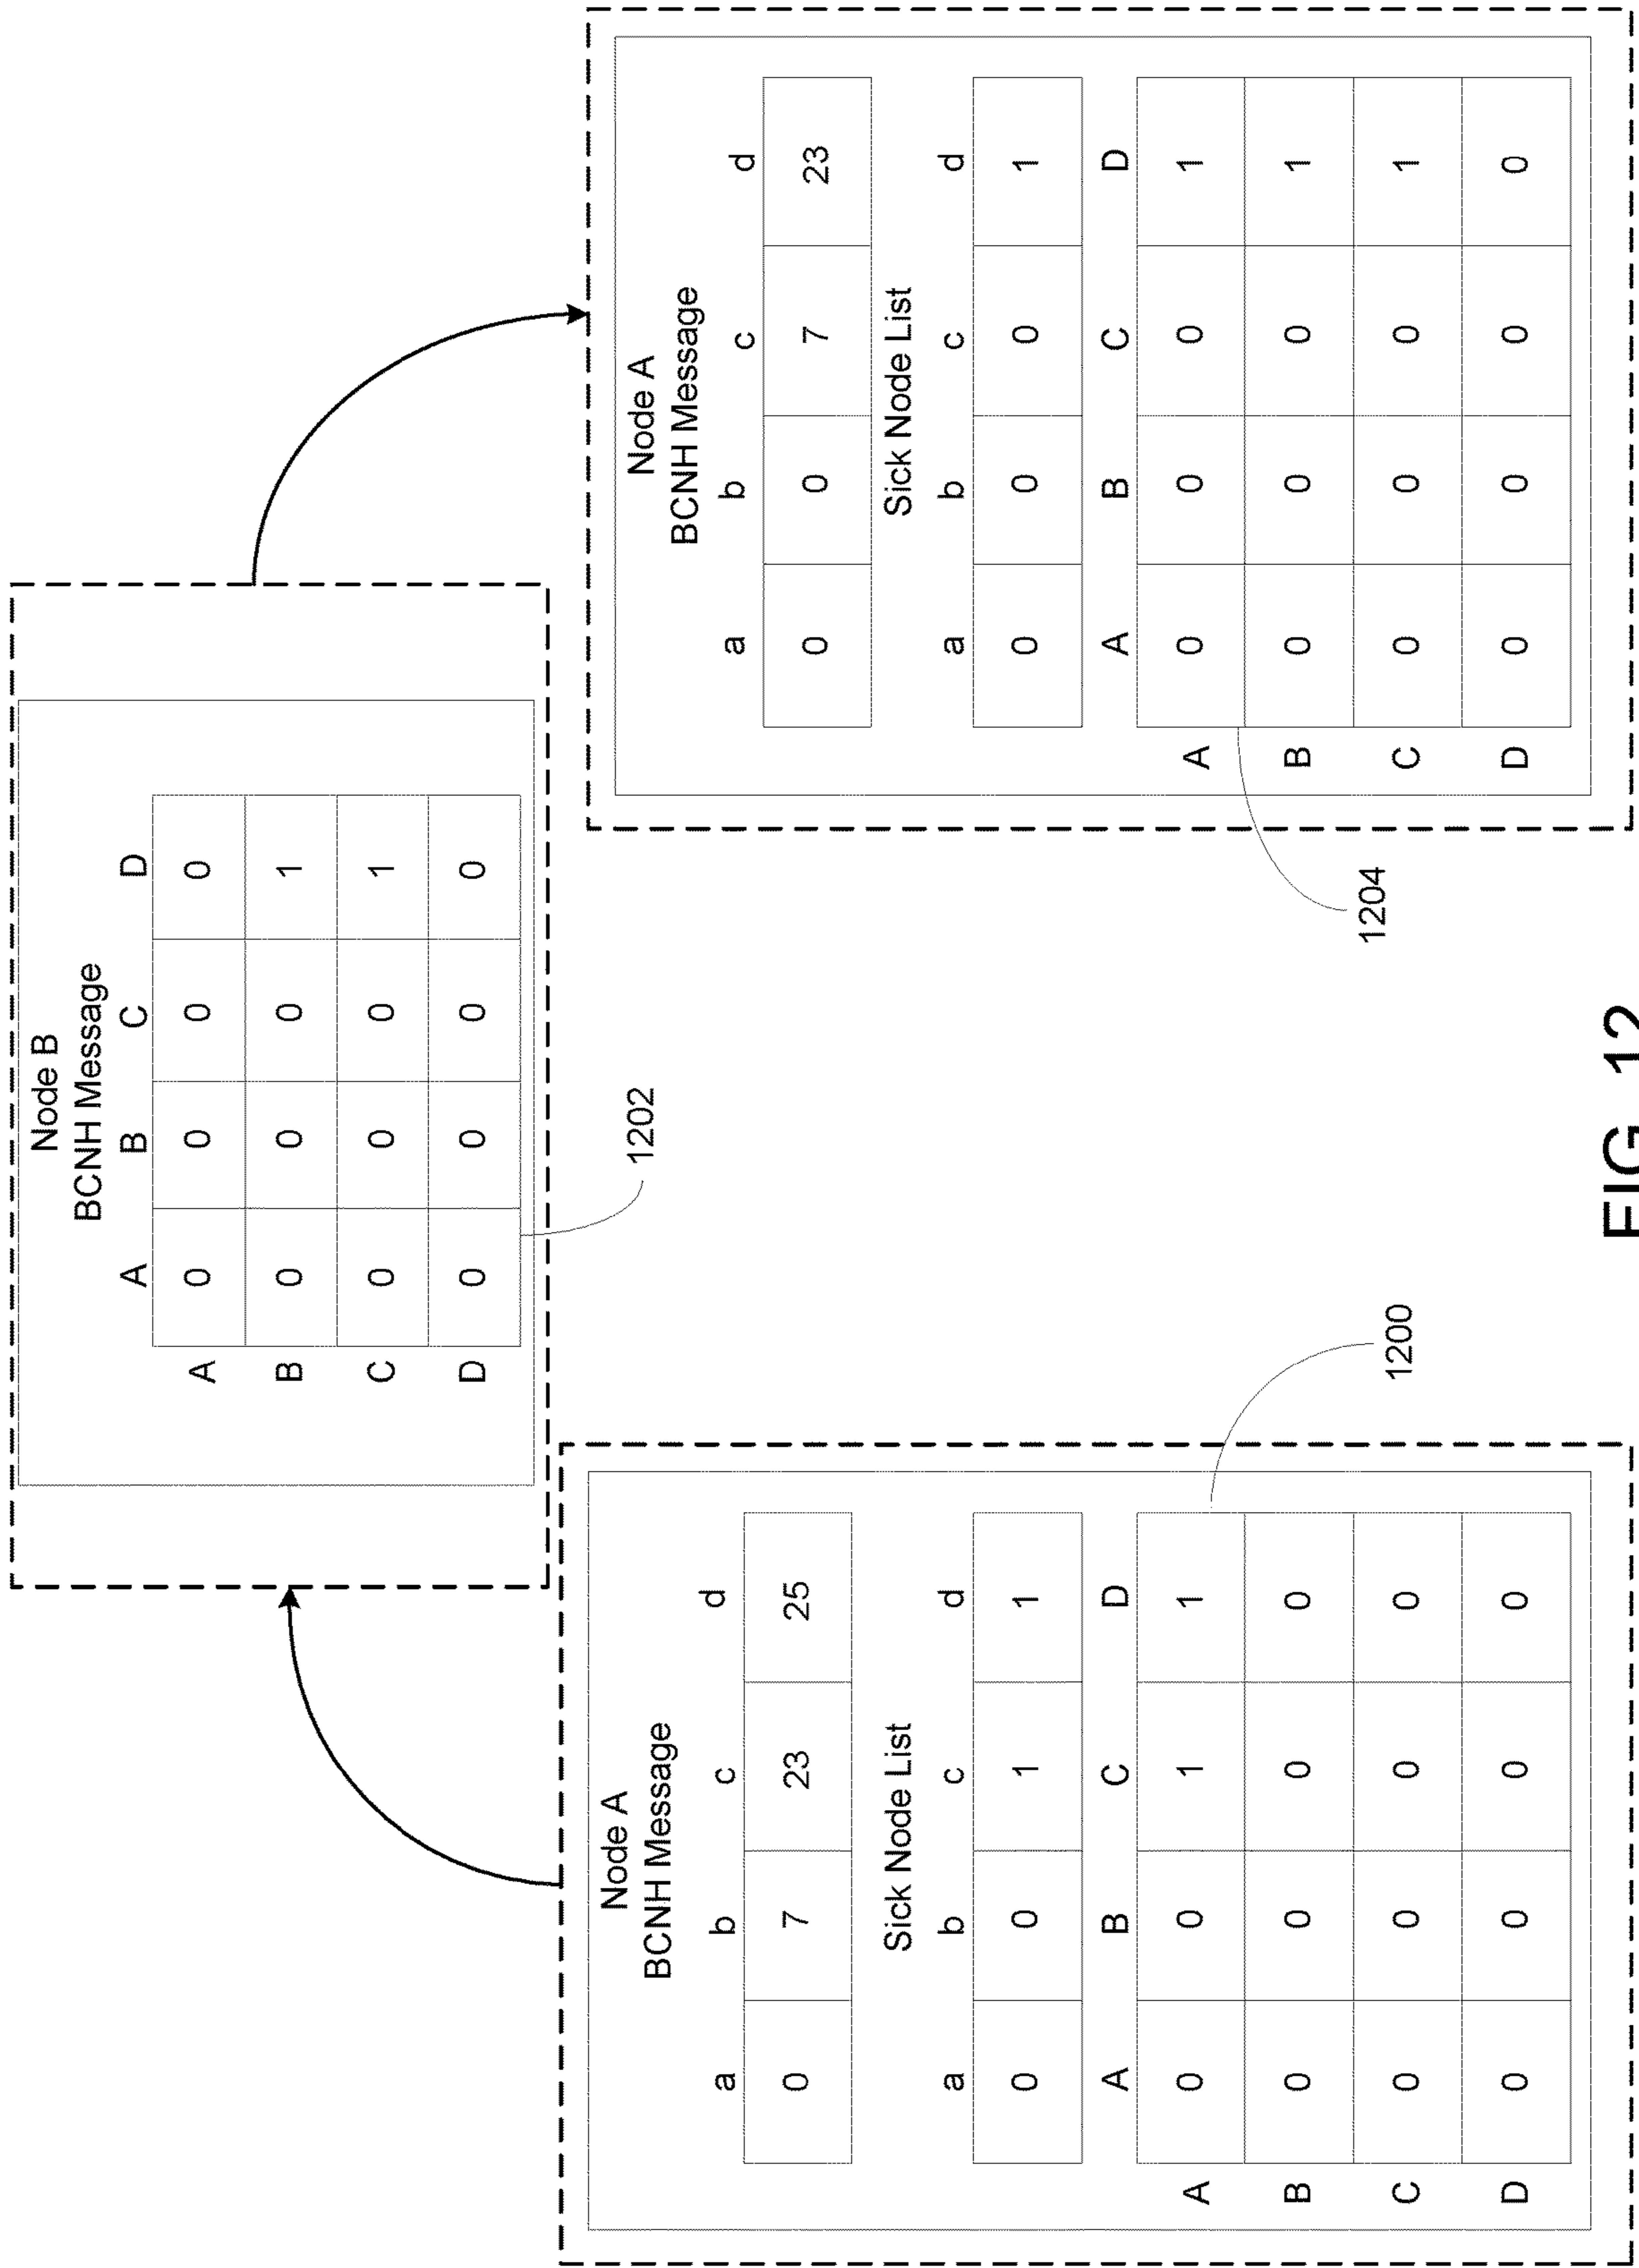 Node B
BCNH Message
A B C D
A 0 0 0 0
B 0 0 0 1
C 0 0 0 1
D 0 0 0 0
1202
Node A
BCNH Message
a b c d
0 7 23 25
Sick Node List
a b c d
0 0 1 1
A B C D
A 0 0 1 1
B 0 0 0 0
C 0 0 0 0
D 0 0 0 0
1200
Node A
BCNH Message
a b c d
0 0 7 23
Sick Node List
a b c d
0 0 0 1
A B C D
A 0 0 0 1
B 0 0 0 1
C 0 0 0 1
D 0 0 0 0
1204
FIG. 12